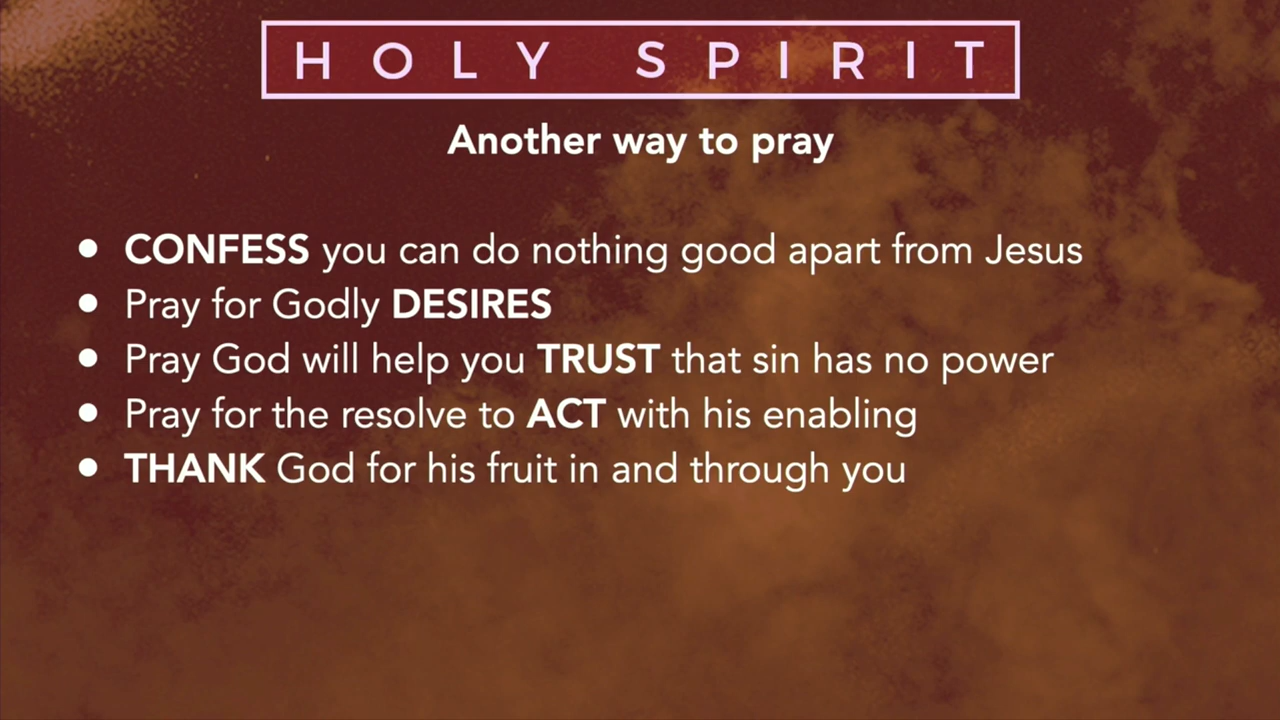 HOLY SPIRIT
Another way to pray
• CONFESS you can do nothing good apart from Jesus
• Pray for Godly DESIRES
• Pray God will help you TRUST that sin has no power
• Pray for the resolve to ACT with his enabling
• THANK God for his fruit in and through you